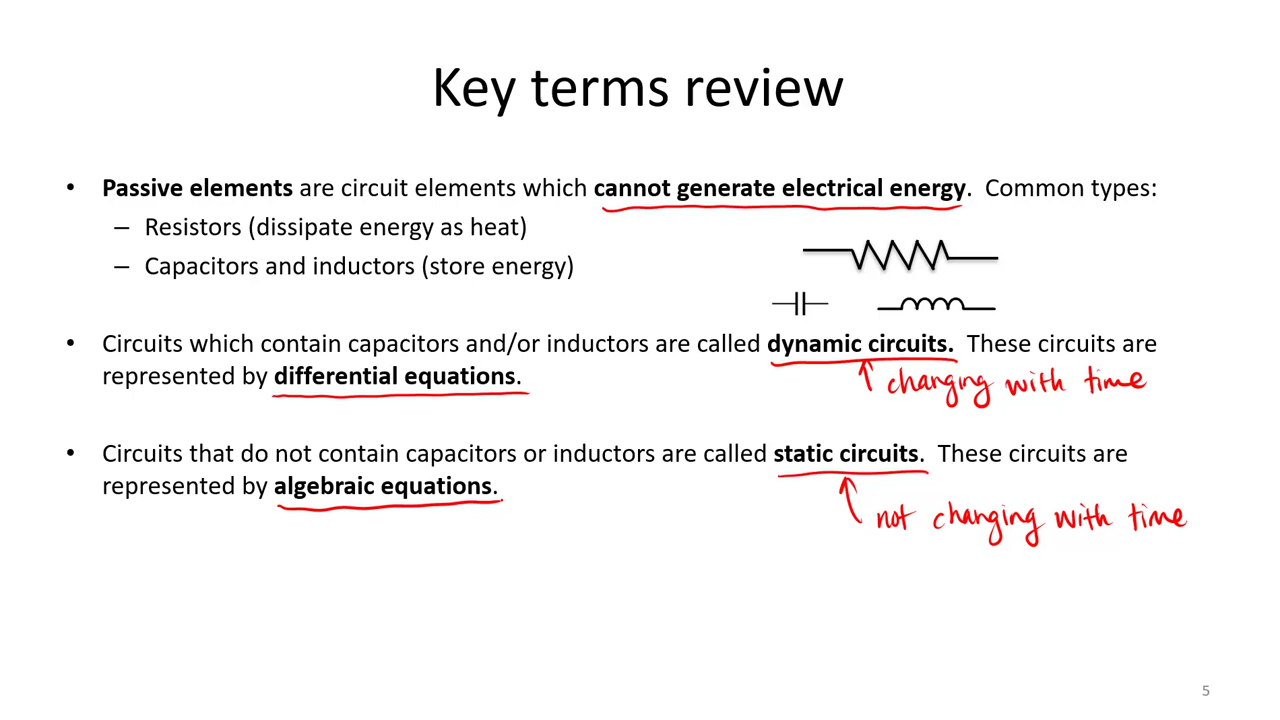 Key terms review
• Passive elements are circuit elements which cannot generate electrical energy. Common types:
– Resistors (dissipate energy as heat)
– Capacitors and inductors (store energy)
• Circuits which contain capacitors and/or inductors are called dynamic circuits. These circuits are
represented by differential equations.
changing with time
• Circuits that do not contain capacitors or inductors are called static circuits. These circuits are
represented by algebraic equations.
not changing with time
5